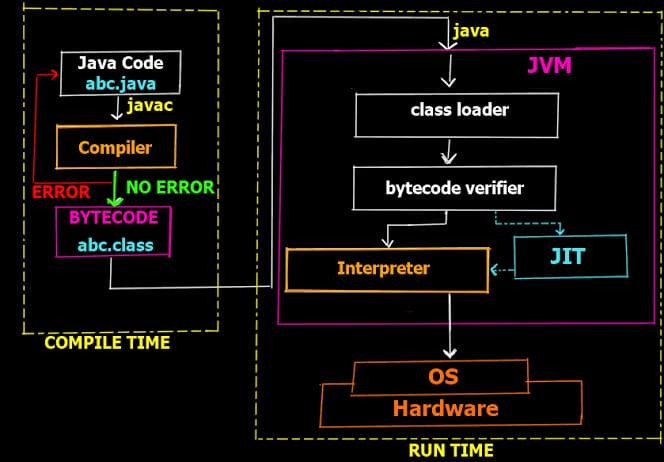 Java Code
abc.java
javac
Compiler
ERROR
NO ERROR
BYTECODE
abc.class
COMPILE TIME
java
JVM
class loader
bytecode verifier
Interpreter
JIT
OS
Hardware
RUN TIME